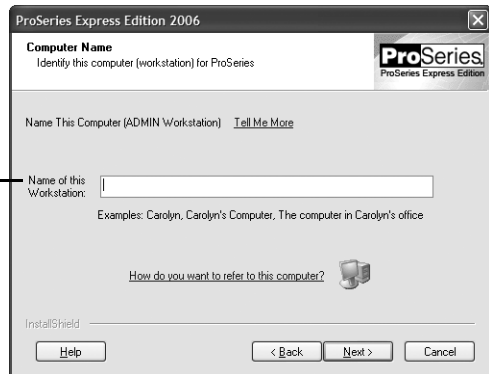 ProSeries Express Edition 2006
Computer Name
Identify this computer (workstation) for ProSeries
ProSeries
ProSeries Express Edition
Name This Computer (ADMIN Workstation) Tell Me More
Name of this
Workstation:
Examples: Carolyn, Carolyn's Computer, The computer in Carolyn's office
How do you want to refer to this computer?
InstallShield
Help < Back Next > Cancel